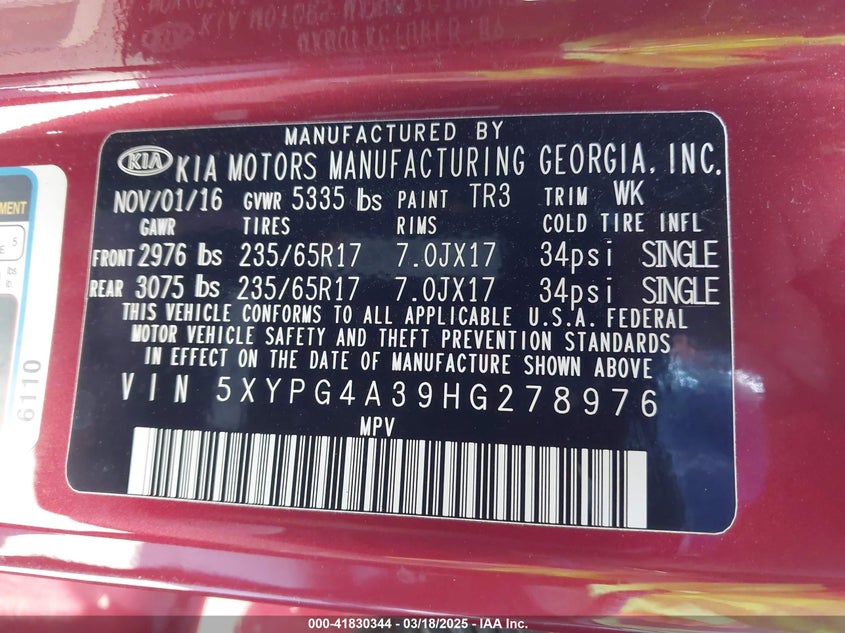 MANUFACTURED BY
KIA KIA MOTORS MANUFACTURING GEORGIA, INC.
NOV/01/16 GVWR 5335 lbs PAINT TR3 TRIM WK
GAWR TIRES RIMS COLD TIRE INFL
FRONT 2976 lbs 235/65R17 7.0JX17 34psi SINGLE
REAR 3075 lbs 235/65R17 7.0JX17 34psi SINGLE
THIS VEHICLE CONFORMS TO ALL APPLICABLE U.S.A. FEDERAL
MOTOR VEHICLE SAFETY AND THEFT PREVENTION STANDARDS
IN EFFECT ON THE DATE OF MANUFACTURE SHOWN ABOVE
VIN 5XYPG4A39HG278976
MPV
5
lbs
6110
000-41830344 / 03/18/2025 - IAA Inc.